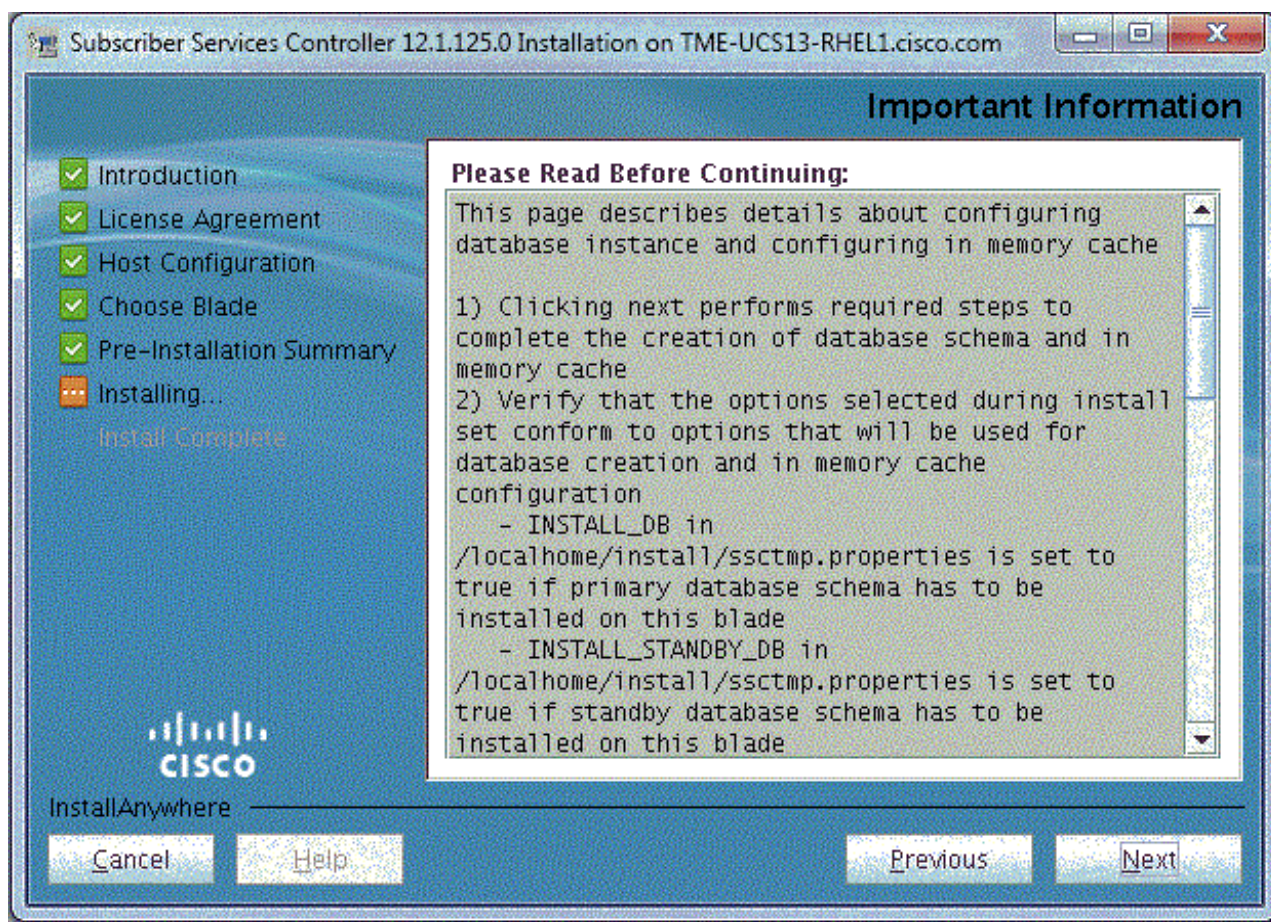 Subscriber Services Controller 12.1.125.0 Installation on TME-UCS13-RHEL1.cisco.com
Important Information
Introduction
License Agreement
Host Configuration
Choose Blade
Pre-Installation Summary
Installing...
Install Complete
Please Read Before Continuing:
This page describes details about configuring
database instance and configuring in memory cache
1) Clicking next performs required steps to
complete the creation of database schema and in
memory cache
2) Verify that the options selected during install
set conform to options that will be used for
database creation and in memory cache
configuration
- INSTALL_DB in
/localhome/install/ssctmp.properties is set to
true if primary database schema has to be
installed on this blade
- INSTALL_STANDBY_DB in
/localhome/install/ssctmp.properties is set to
true if standby database schema has to be
installed on this blade
CISCO
InstallAnywhere
Cancel
Help
Previous
Next